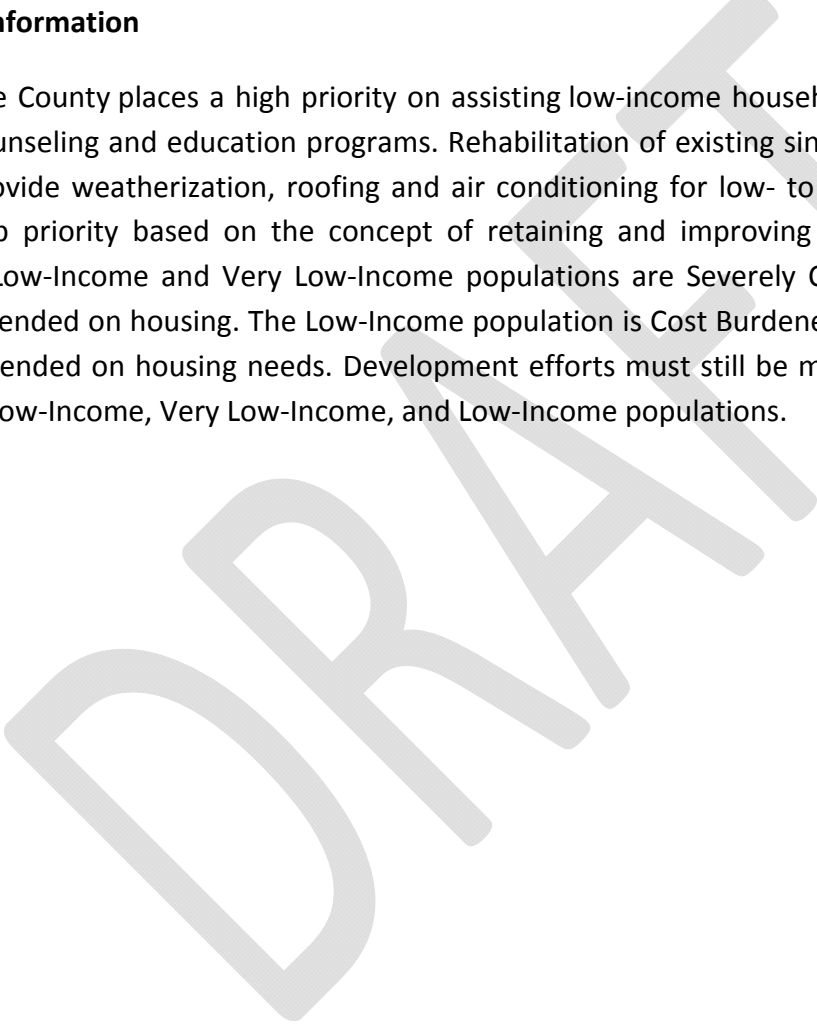 nformation
e County places a high priority on assisting low-income househ
unseling and education programs. Rehabilitation of existing sin
ovide weatherization, roofing and air conditioning for low- to
p priority based on the concept of retaining and improving
Low-Income and Very Low-Income populations are Severely C
ended on housing. The Low-Income population is Cost Burdene
ended on housing needs. Development efforts must still be m
ow-Income, Very Low-Income, and Low-Income populations.
DRAFT